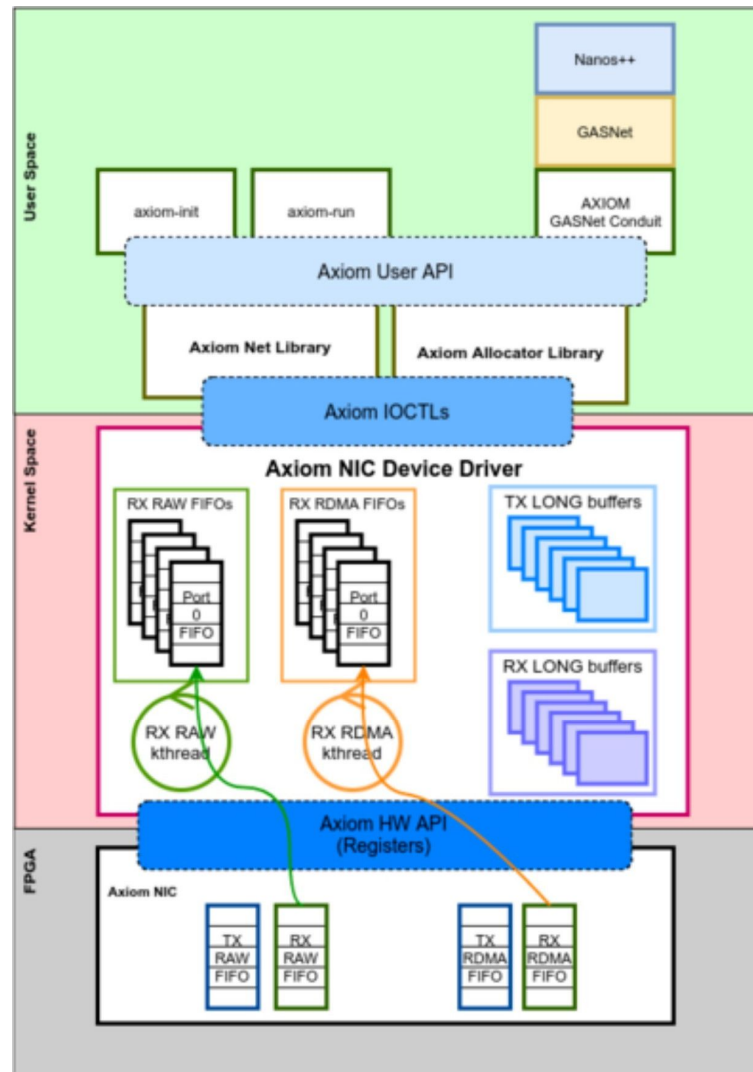 User Space
Nanos++
GASNet
axiom-init
axiom-run
AXIOM
GASNet Conduit
Axiom User API
Axiom Net Library
Axiom Allocator Library
Axiom IOCTLs
Kernel Space
Axiom NIC Device Driver
RX RAW FIFOs
RX RDMA FIFOs
TX LONG buffers
Port
0
FIFO
Port
0
FIFO
RX LONG buffers
RX RAW
kthread
RX RDMA
kthread
Axiom HW API
(Registers)
FPGA
Axiom NIC
TX
RAW
FIFO
RX
RAW
FIFO
TX
RDMA
FIFO
RX
RDMA
FIFO